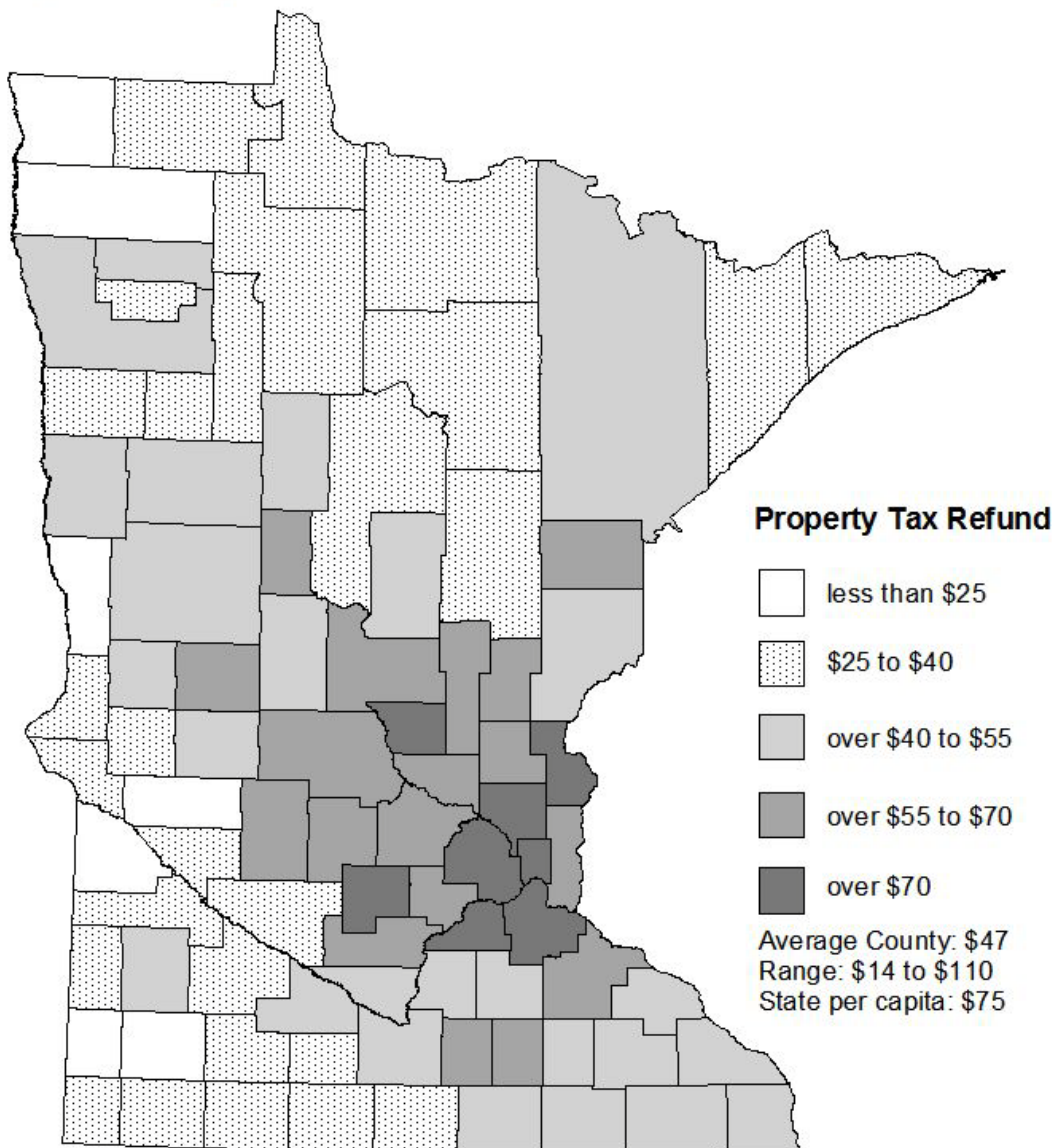 Property Tax Refund
less than $25
$25 to $40
over $40 to $55
over $55 to $70
over $70
Average County: $47
Range: $14 to $110
State per capita: $75